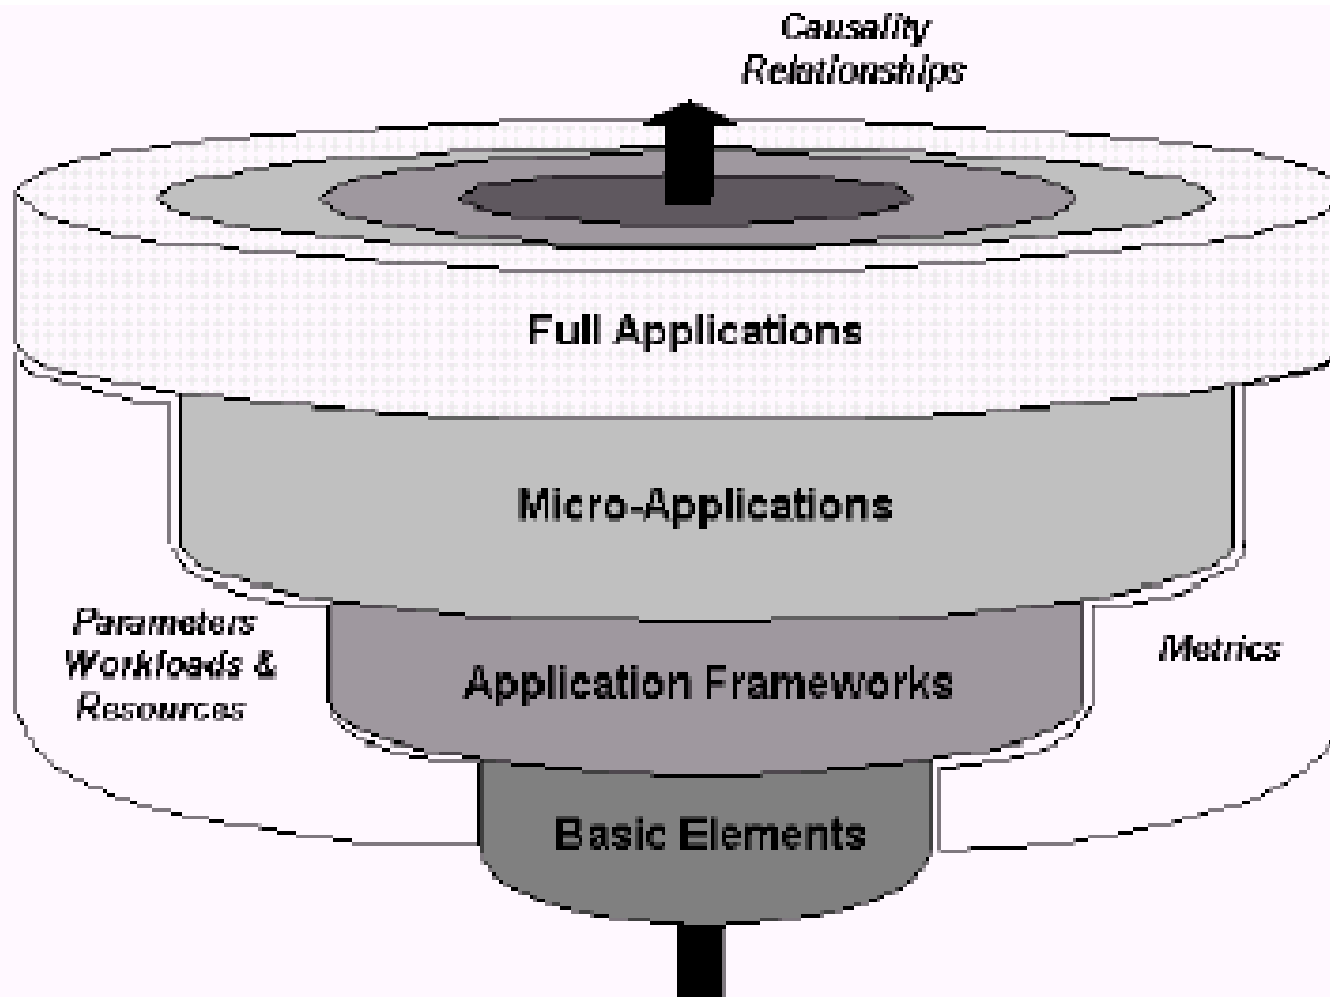 Causality
Relationships
Full Applications
Micro-Applications
Parameters
Workloads &
Resources
Metrics
Application Frameworks
Basic Elements